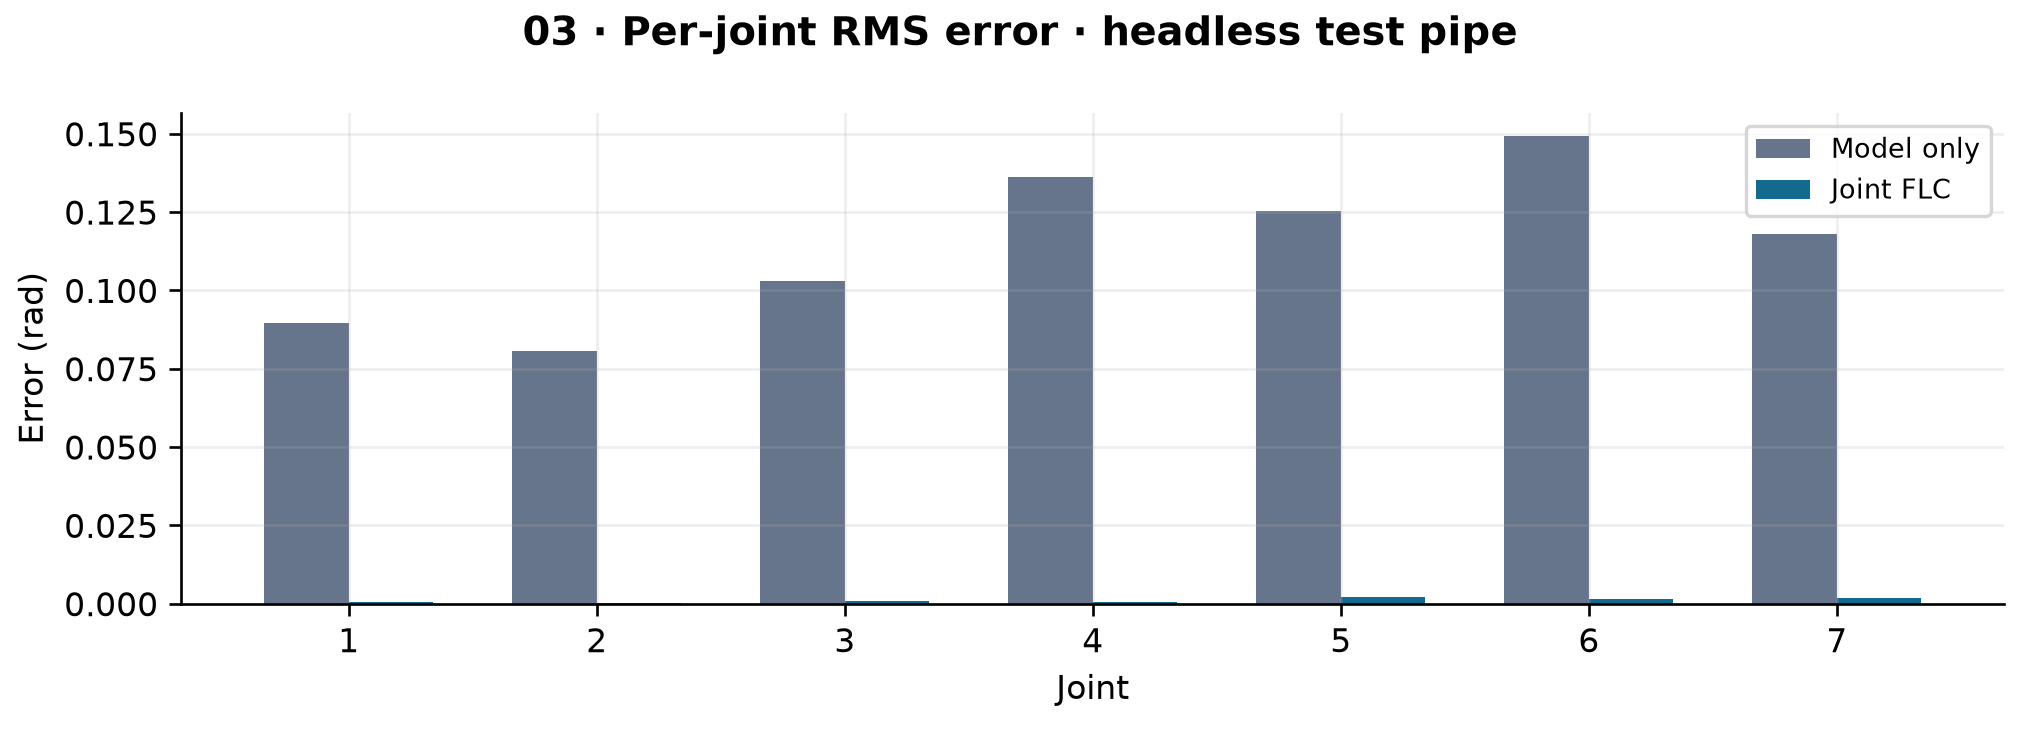 03 · Per-joint RMS error · headless test pipe
Error (rad)
0.150
0.125
0.100
0.075
0.050
0.025
0.000
Model only
Joint FLC
1 2 3 4 5 6 7
Joint